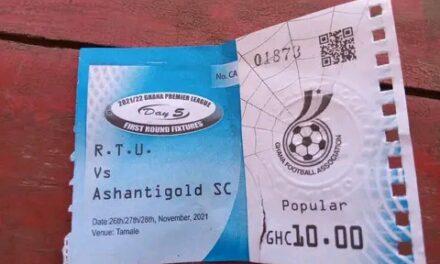 No. CA
01873
2021/22 GHANA PREMIER LEAGUE
Day 5
FIRST ROUND FIXTURES
R.T.U.
Vs
Ashantigold SC
Date:26th/27th/28th, November, 2021
Venue: Tamale
GHANA FOOTBALL ASSOCIATION
Popular
GHC10.00